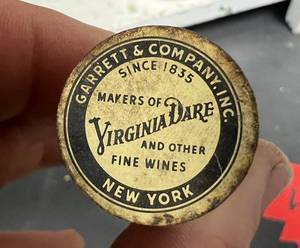 GARRETT & COMPANY, INC.
SINCE 1835
MAKERS OF
VIRGINIA DARE
AND OTHER
FINE WINES
NEW YORK